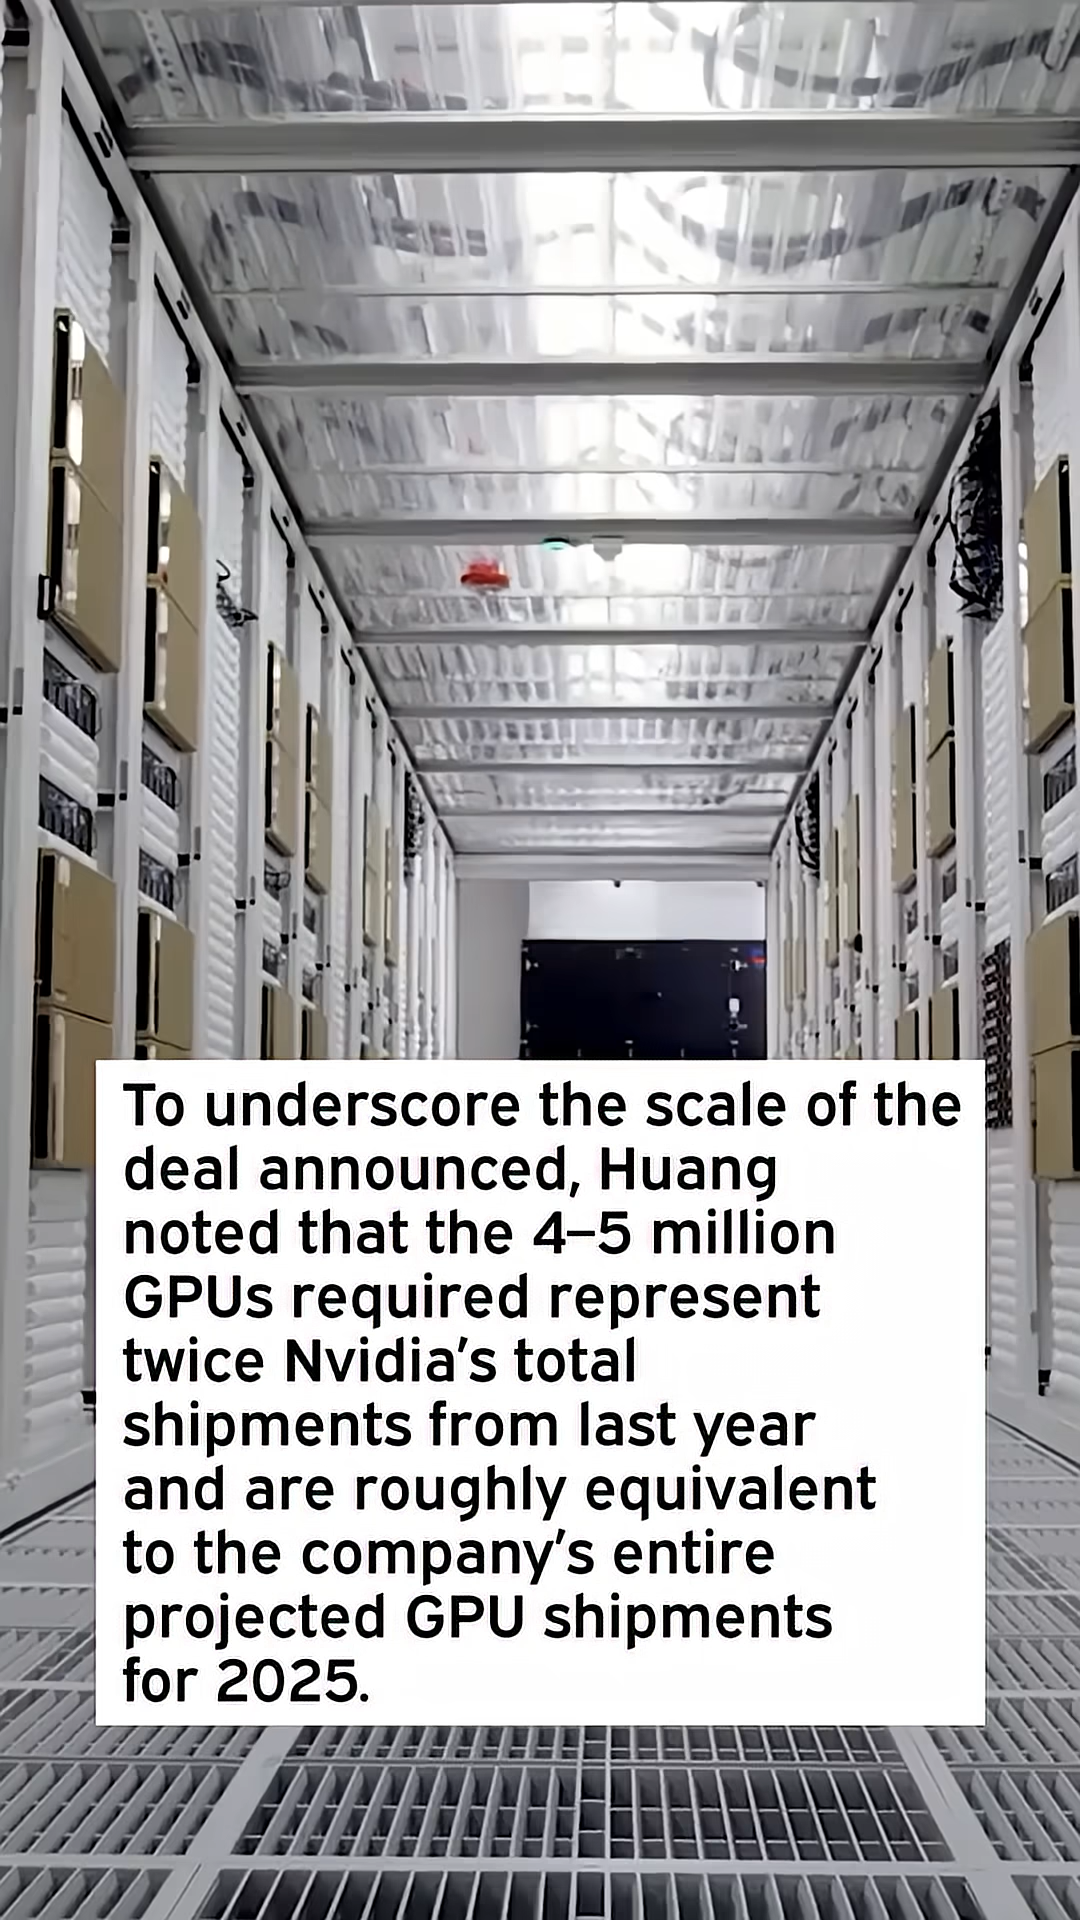 To underscore the scale of the
deal announced, Huang
noted that the 4–5 million
GPUs required represent
twice Nvidia’s total
shipments from last year
and are roughly equivalent
to the company’s entire
projected GPU shipments
for 2025.